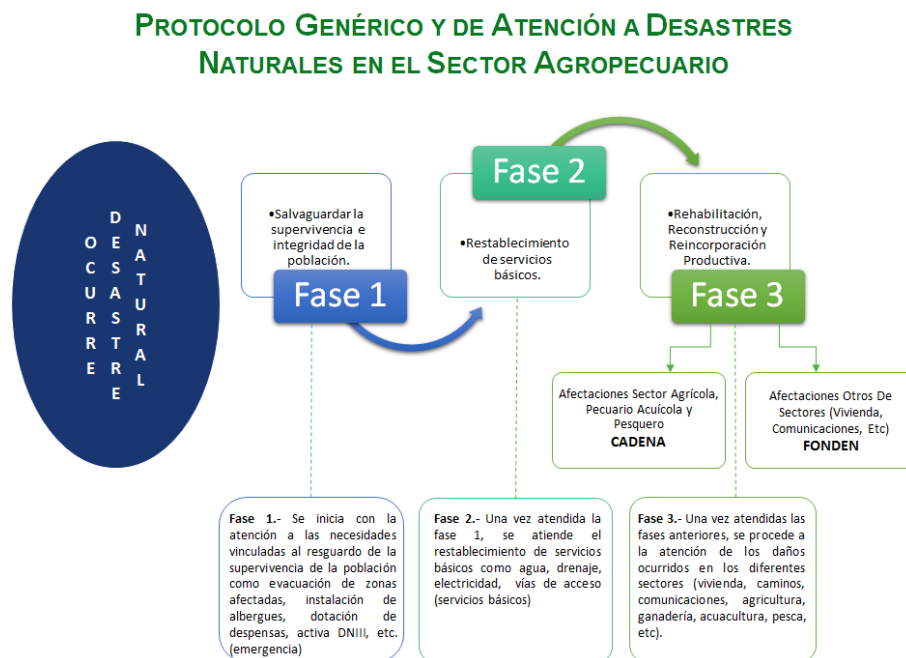 PROTOCOLO GENÉRICO Y DE ATENCIÓN A DESASTRES
NATURALES EN EL SECTOR AGROPECUARIO
OCURRE
DESASTRE
NATURAL
•Salvaguardar la
supervivencia e
integridad de la
población.
Fase 1
Fase 2
•Restablecimiento
de servicios
básicos.
•Rehabilitación,
Reconstrucción y
Reincorporación
Productiva.
Fase 3
Afectaciones Sector Agrícola,
Pecuario Acuícola y
Pesquero
CADENA
Afectaciones Otros De
Sectores (Vivienda,
Comunicaciones, Etc)
FONDEN
Fase 1.- Se inicia con la
atención a las necesidades
vinculadas al resguardo de la
supervivencia de la población
como evacuación de zonas
afectadas, instalación de
albergues, dotación de
despensas, activa DNIII, etc.
(emergencia)
Fase 2.- Una vez atendida la
fase 1, se atiende el
restablecimiento de servicios
básicos como agua, drenaje,
electricidad, vías de acceso
(servicios básicos)
Fase 3.- Una vez atendidas las
fases anteriores, se procede a
la atención de los daños
ocurridos en los diferentes
sectores (vivienda, caminos,
comunicaciones, agricultura,
ganadería, acuacultura, pesca,
etc).